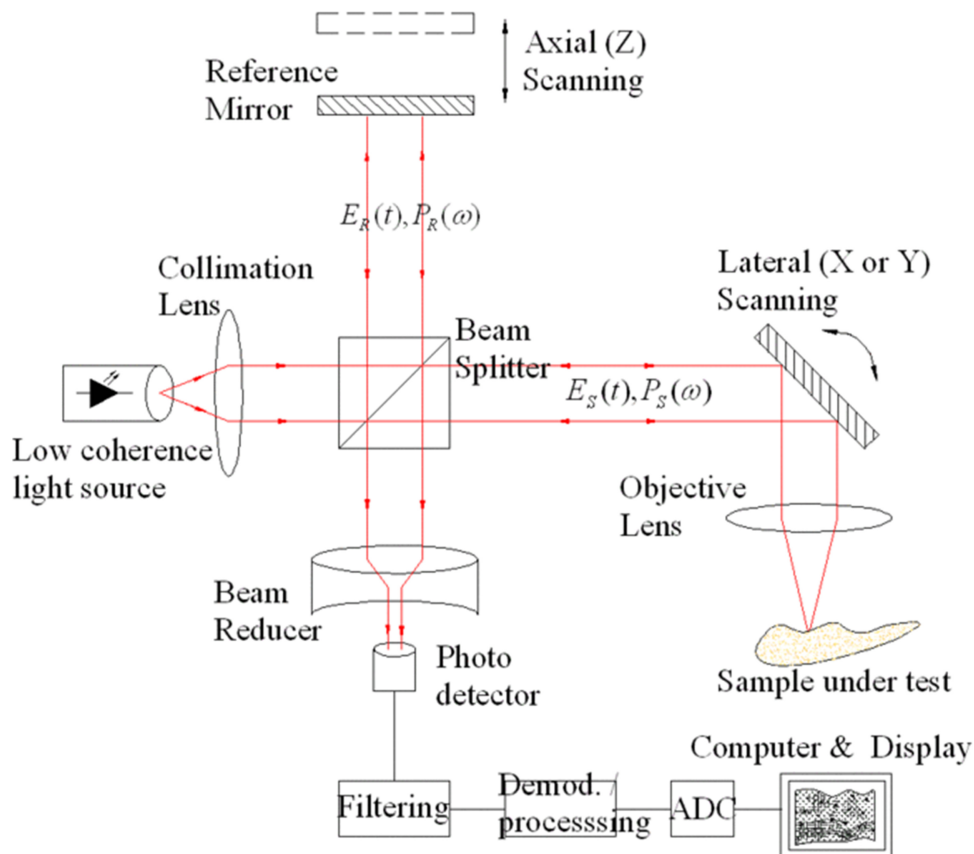 Axial (Z)
Scanning
Reference
Mirror
E_R(t), P_R(ω)
Collimation
Lens
Lateral (X or Y)
Scanning
Beam
Splitter
E_S(t), P_S(ω)
Low coherence
light source
Objective
Lens
Beam
Reducer
Photo
detector
Sample under test
Computer & Display
Filtering
Demod. /
processsing
ADC